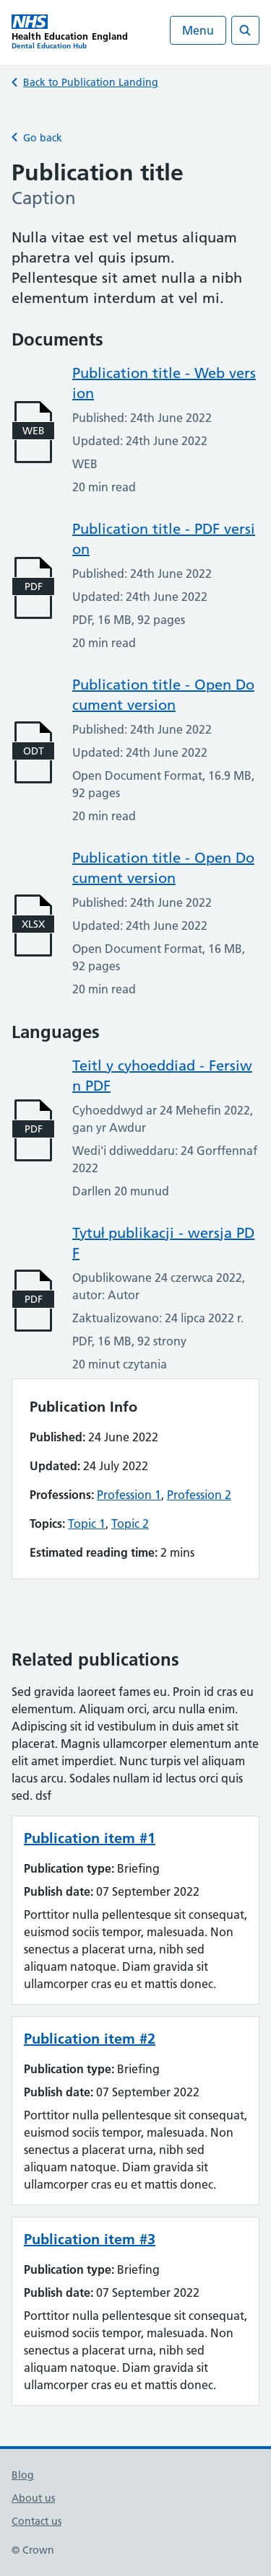 NHS
Health Education England
Dental Education Hub
Menu
Back to Publication Landing
Go back
Publication title
Caption
Nulla vitae est vel metus aliquam
pharetra vel quis ipsum.
Pellentesque sit amet nulla a nibh
elementum interdum at vel mi.
Documents
Publication title - Web vers
ion
Published: 24th June 2022
WEB
Updated: 24th June 2022
WEB
20 min read
Publication title - PDF versi
on
Published: 24th June 2022
PDF
Updated: 24th June 2022
PDF, 16 MB, 92 pages
20 min read
Publication title - Open Do
cument version
Published: 24th June 2022
ODT
Updated: 24th June 2022
Open Document Format, 16.9 MB,
92 pages
20 min read
Publication title - Open Do
cument version
Published: 24th June 2022
XLSX
Updated: 24th June 2022
Open Document Format, 16 MB,
92 pages
20 min read
Languages
Teitl y cyhoeddiad - Fersiw
n PDF
Cyhoeddwyd ar 24 Mehefin 2022,
gan yr Awdur
PDF
Wedi'i ddiweddaru: 24 Gorffennaf
2022
Darllen 20 munud
Tytuł publikacji - wersja PD
F
Opublikowane 24 czerwca 2022,
autor: Autor
PDF
Zaktualizowano: 24 lipca 2022 r.
PDF, 16 MB, 92 strony
20 minut czytania
Publication Info
Published: 24 June 2022
Updated: 24 July 2022
Professions: Profession 1, Profession 2
Topics: Topic 1, Topic 2
Estimated reading time: 2 mins
Related publications
Sed gravida laoreet fames eu. Proin id cras eu
elementum. Aliquam orci, arcu nulla enim.
Adipiscing sit id vestibulum in duis amet sit
placerat. Magnis ullamcorper elementum ante
elit amet imperdiet. Nunc turpis vel aliquam
lacus arcu. Sodales nullam id lectus orci quis
sed. dsf
Publication item #1
Publication type: Briefing
Publish date: 07 September 2022
Porttitor nulla pellentesque sit consequat,
euismod sociis tempor, malesuada. Non
senectus a placerat urna, nibh sed
aliquam natoque. Diam gravida sit
ullamcorper cras eu et mattis donec.
Publication item #2
Publication type: Briefing
Publish date: 07 September 2022
Porttitor nulla pellentesque sit consequat,
euismod sociis tempor, malesuada. Non
senectus a placerat urna, nibh sed
aliquam natoque. Diam gravida sit
ullamcorper cras eu et mattis donec.
Publication item #3
Publication type: Briefing
Publish date: 07 September 2022
Porttitor nulla pellentesque sit consequat,
euismod sociis tempor, malesuada. Non
senectus a placerat urna, nibh sed
aliquam natoque. Diam gravida sit
ullamcorper cras eu et mattis donec.
Blog
About us
Contact us
© Crown